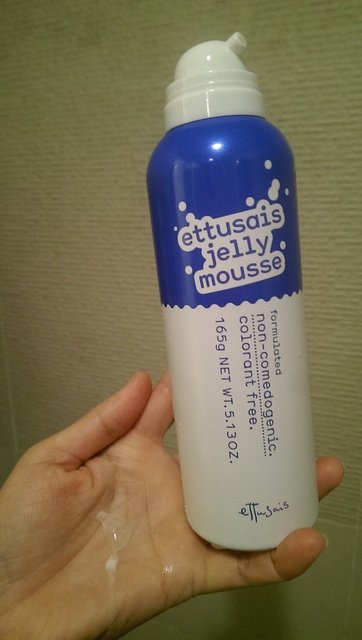 ettusais
jelly
mousse
formulated
non-comedogenic.
colorant free.
165g NET WT.5.13OZ.
ettusais